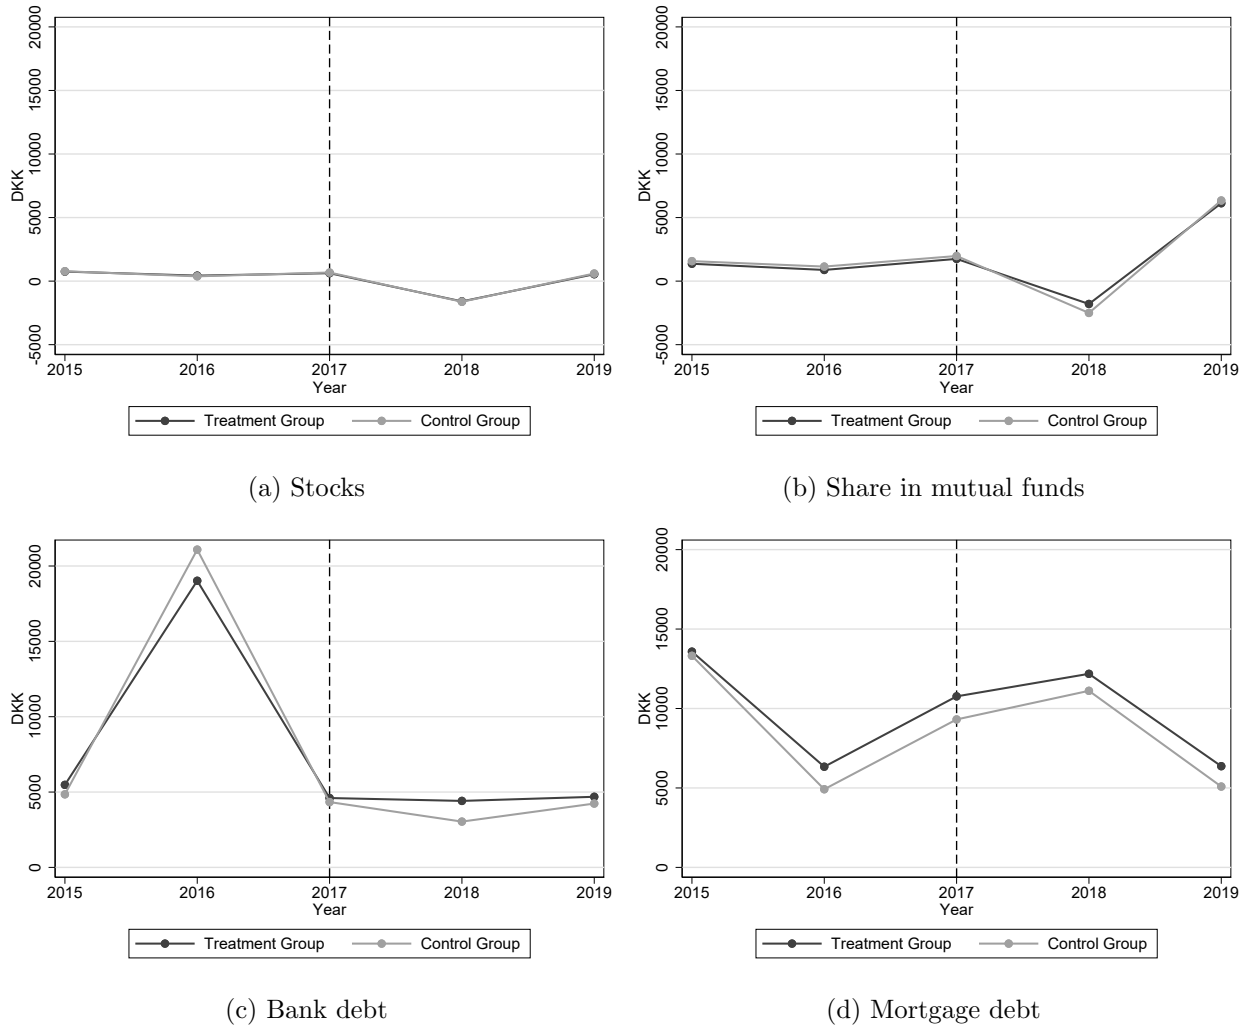 20000
15000
10000
5000
0
-5000
DKK
2015 2016 2017 2018 2019
Year
Treatment Group Control Group
(a) Stocks
20000
15000
10000
5000
0
-5000
DKK
2015 2016 2017 2018 2019
Year
Treatment Group Control Group
(b) Share in mutual funds
20000
15000
10000
5000
0
DKK
2015 2016 2017 2018 2019
Year
Treatment Group Control Group
(c) Bank debt
20000
15000
10000
5000
0
DKK
2015 2016 2017 2018 2019
Year
Treatment Group Control Group
(d) Mortgage debt